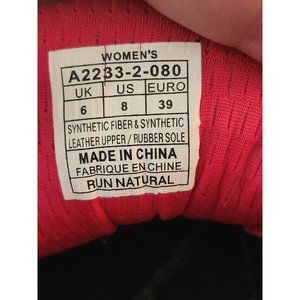 WOMEN'S
A2233-2-080
UK US EURO
6 8 39
SYNTHETIC FIBER & SYNTHETIC
LEATHER UPPER / RUBBER SOLE
MADE IN CHINA
FABRIQUE EN CHINE
RUN NATURAL